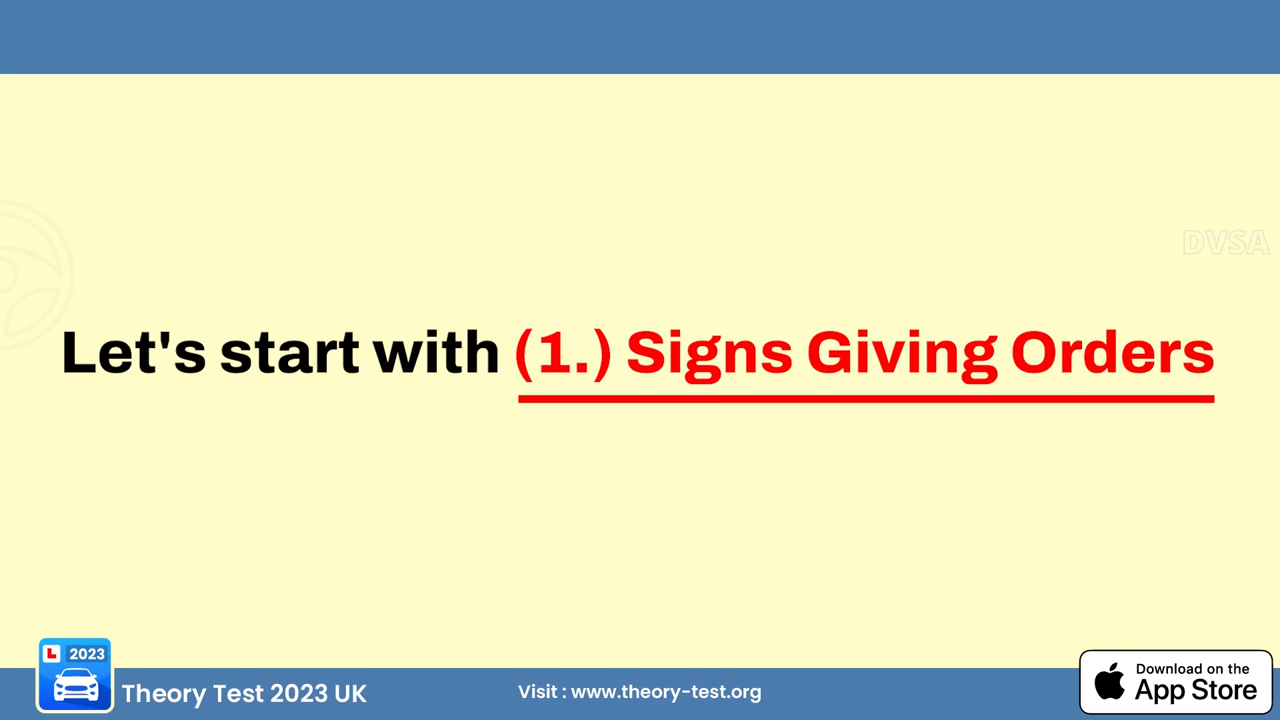 DVSA
Let's start with (1.) Signs Giving Orders
L 2023
Theory Test 2023 UK
Visit : www.theory-test.org
Download on the
App Store